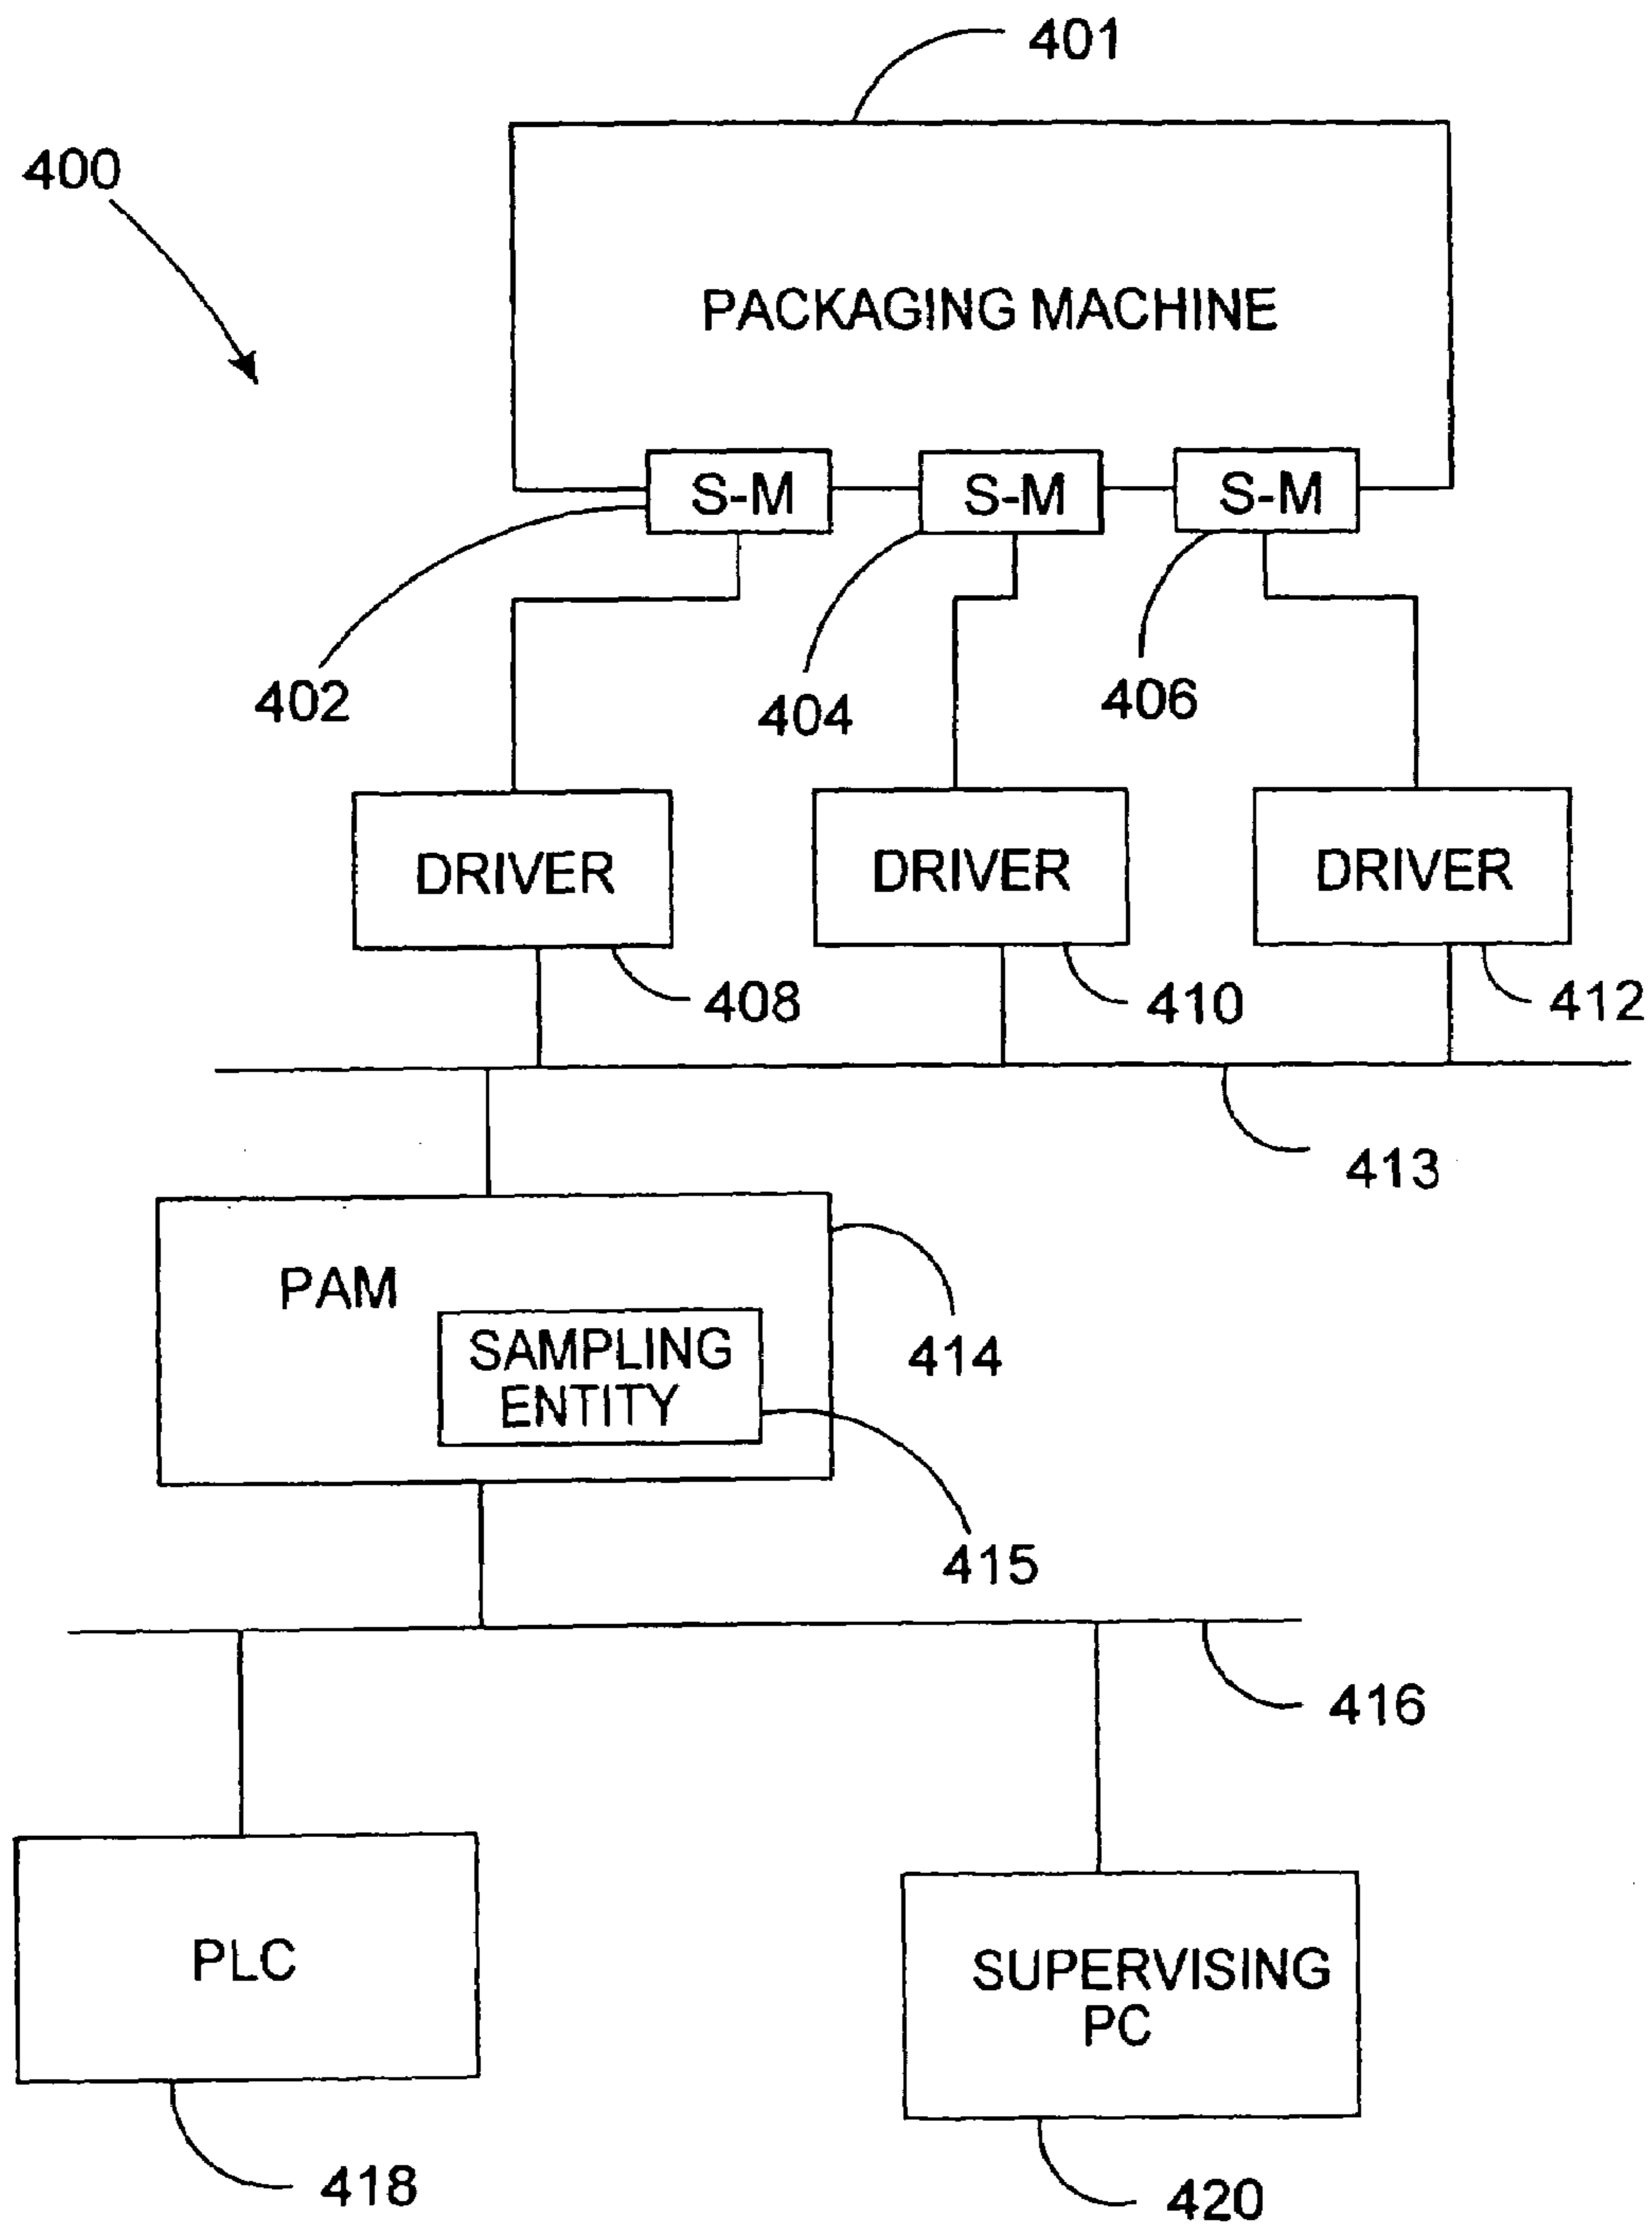 401
400
PACKAGING MACHINE
S-M
S-M
S-M
402
404
406
DRIVER
DRIVER
DRIVER
408
410
412
413
PAM
SAMPLING
ENTITY
414
415
416
PLC
SUPERVISING
PC
418
420